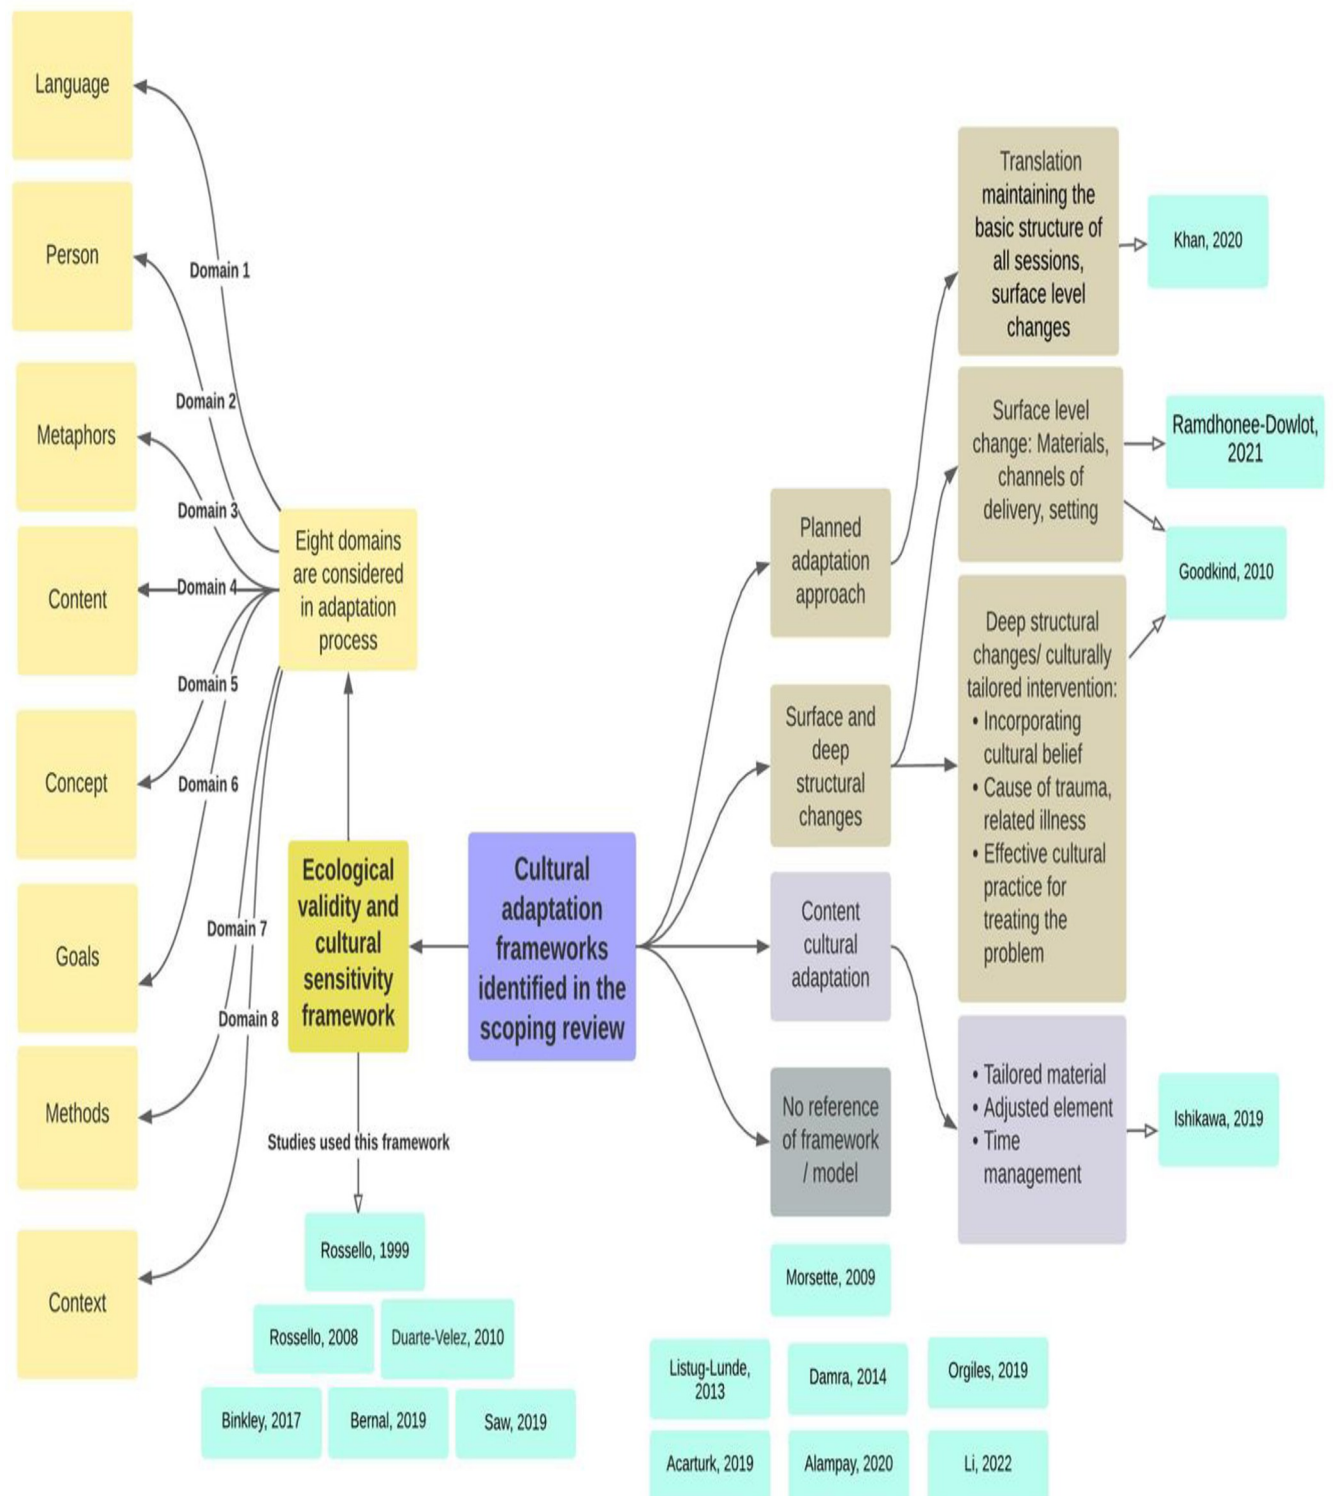 Language
Person
Metaphors
Content
Concept
Goals
Methods
Context
Domain 1
Domain 2
Domain 3
Domain 4
Domain 5
Domain 6
Domain 7
Domain 8
Eight domains
are considered
in adaptation
process
Ecological
validity and
cultural
sensitivity
framework
Studies used this framework
Rossello, 1999
Rossello, 2008
Duarte-Velez, 2010
Binkley, 2017
Bernal, 2019
Saw, 2019
Cultural
adaptation
frameworks
identified in the
scoping review
Planned
adaptation
approach
Surface and
deep
structural
changes
Content
cultural
adaptation
No reference
of framework
/ model
Morsette, 2009
Listug-Lunde,
2013
Damra, 2014
Orgiles, 2019
Acarturk, 2019
Alampay, 2020
Li, 2022
Translation
maintaining the
basic structure of
all sessions,
surface level
changes
Khan, 2020
Surface level
change: Materials,
channels of
delivery, setting
Ramdhonee-Dowlot,
2021
Goodkind, 2010
Deep structural
changes/ culturally
tailored intervention:
• Incorporating
cultural belief
• Cause of trauma,
related illness
• Effective cultural
practice for
treating the
problem
• Tailored material
• Adjusted element
• Time
management
Ishikawa, 2019